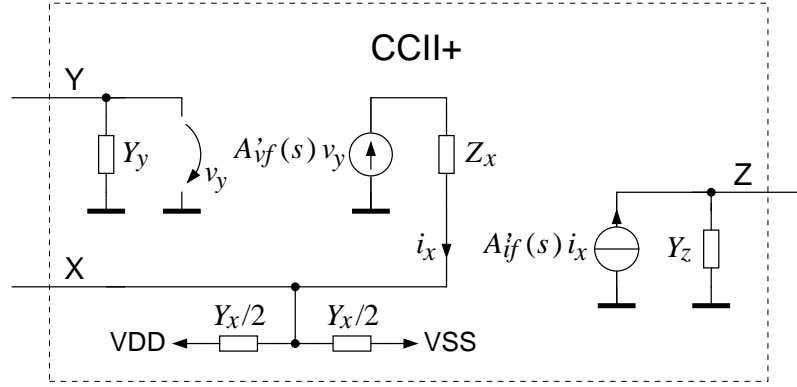 CCII+
Y
Y_y
v_y
A'_vf(s) v_y
Z_x
Z
i_x
A'_if(s) i_x
Y_z
X
Y_x/2
Y_x/2
VDD
VSS